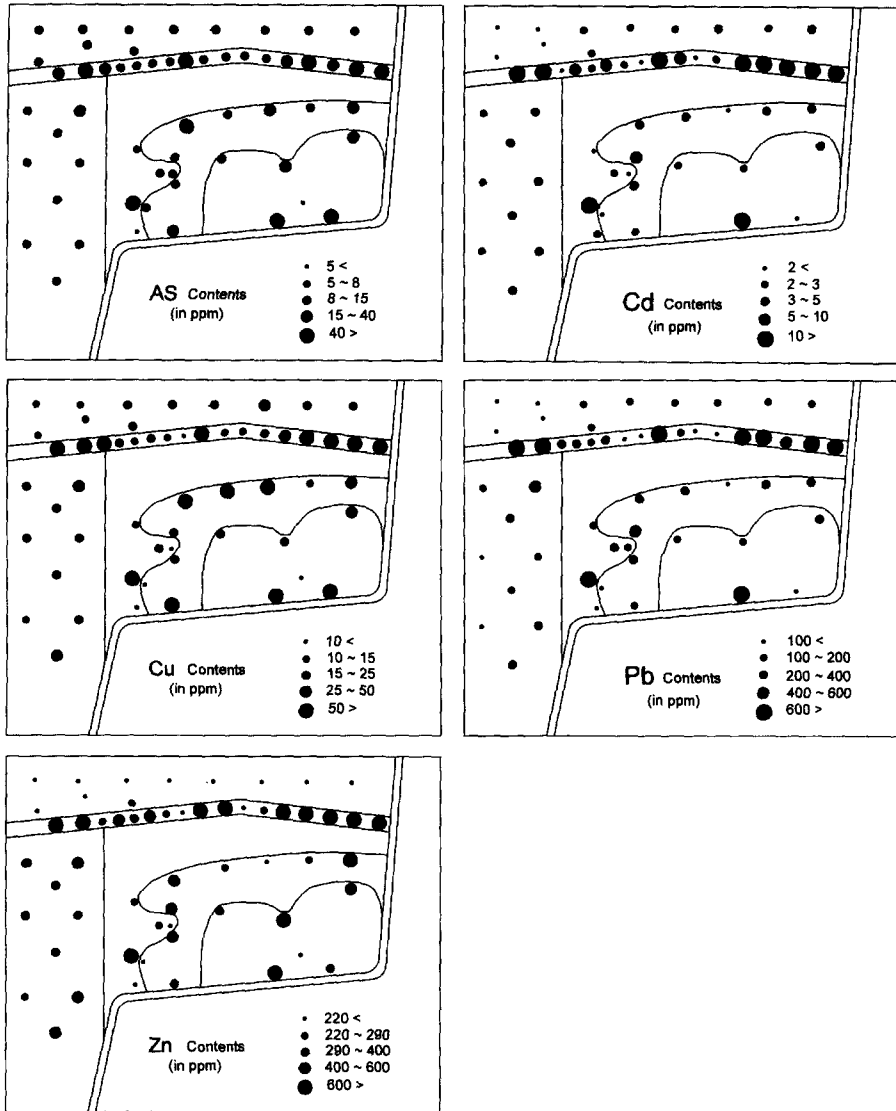 AS Contents
(in ppm)
5 <
5 ~ 8
8 ~ 15
15 ~ 40
40 >
Cd Contents
(in ppm)
2 <
2 ~ 3
3 ~ 5
5 ~ 10
10 >
Cu Contents
(in ppm)
10 <
10 ~ 15
15 ~ 25
25 ~ 50
50 >
Pb Contents
(in ppm)
100 <
100 ~ 200
200 ~ 400
400 ~ 600
600 >
Zn Contents
(in ppm)
220 <
220 ~ 290
290 ~ 400
400 ~ 600
600 >